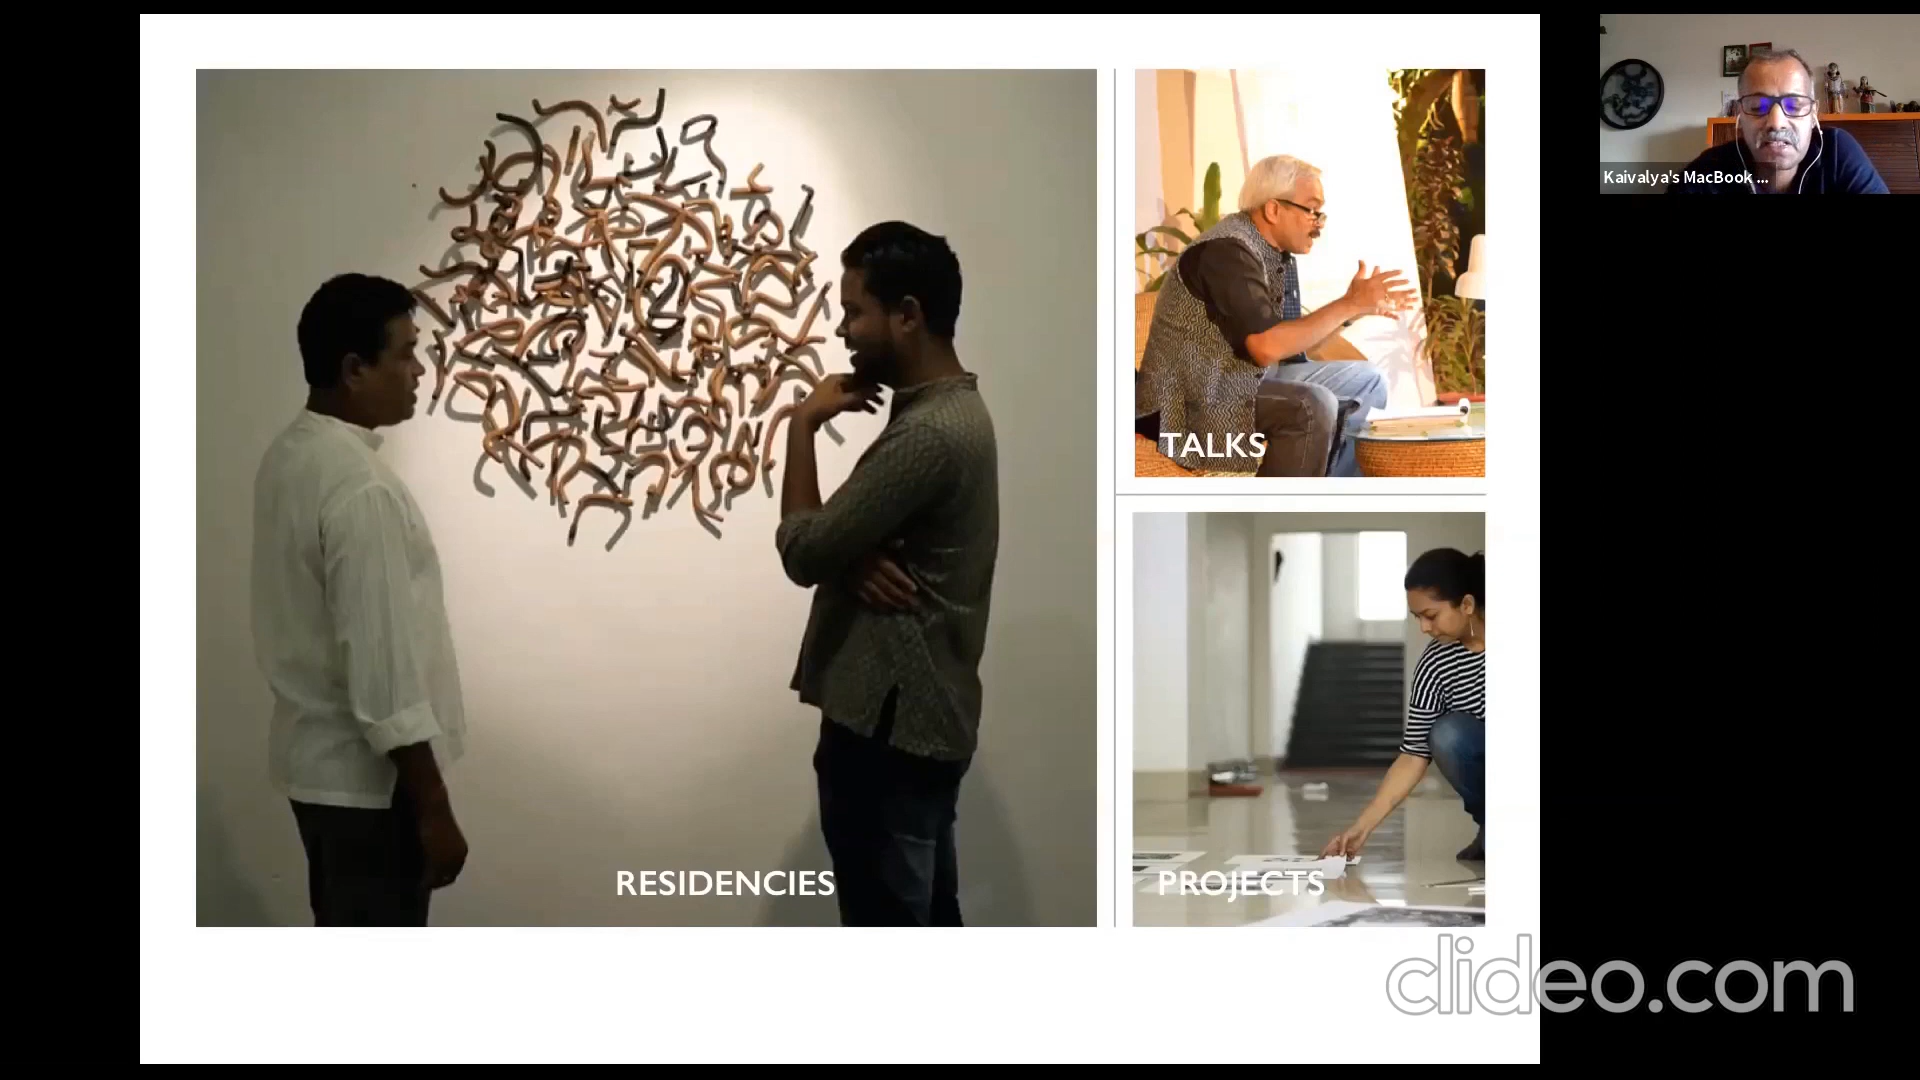 Kaivalya's MacBook ...
TALKS
RESIDENCIES
PROJECTS
clideo.com